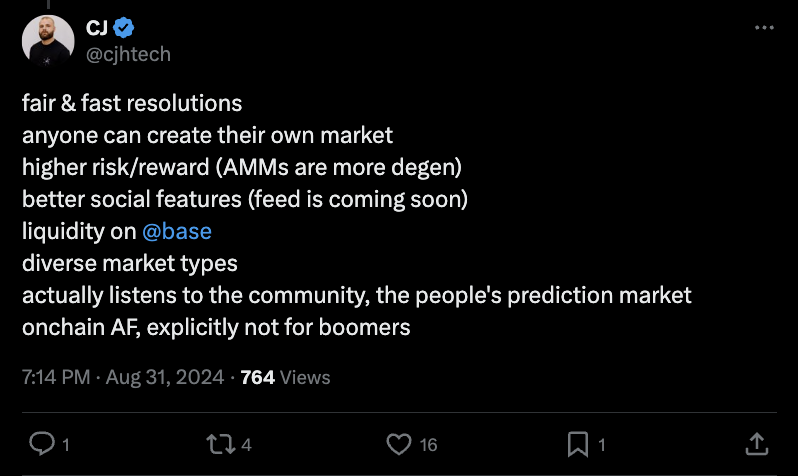 CJ
@cjhtech
fair & fast resolutions
anyone can create their own market
higher risk/reward (AMMs are more degen)
better social features (feed is coming soon)
liquidity on @base
diverse market types
actually listens to the community, the people's prediction market
onchain AF, explicitly not for boomers
7:14 PM · Aug 31, 2024 · 764 Views
1 4 16 1